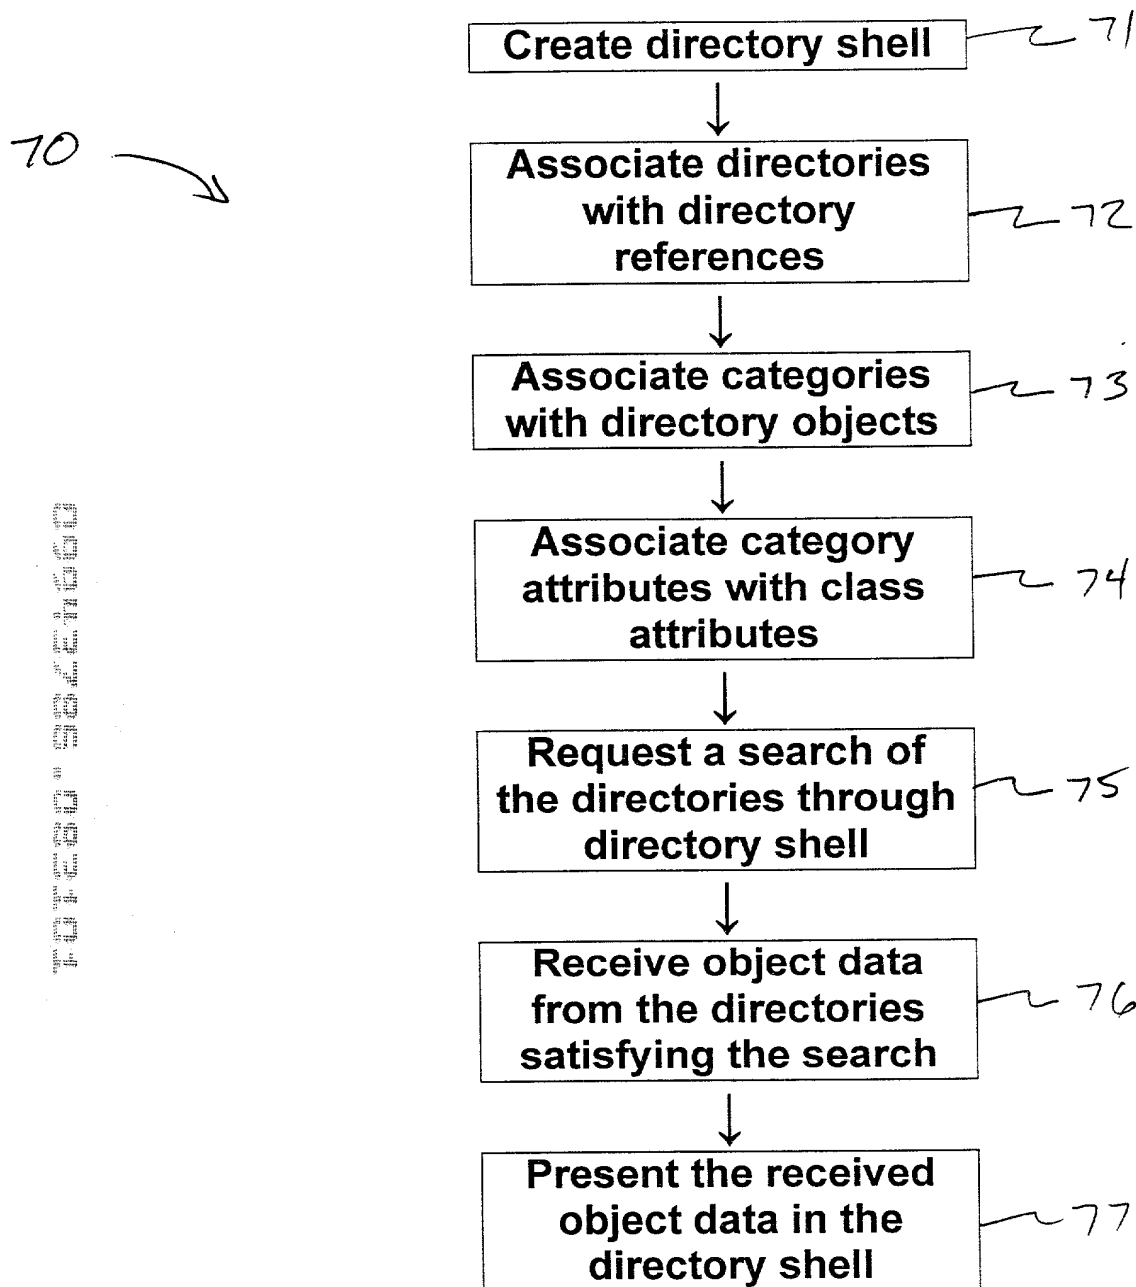 Create directory shell
71
70
Associate directories
with directory
references
72
Associate categories
with directory objects
73
Associate category
attributes with class
attributes
74
Request a search of
the directories through
directory shell
75
Receive object data
from the directories
satisfying the search
76
Present the received
object data in the
directory shell
77